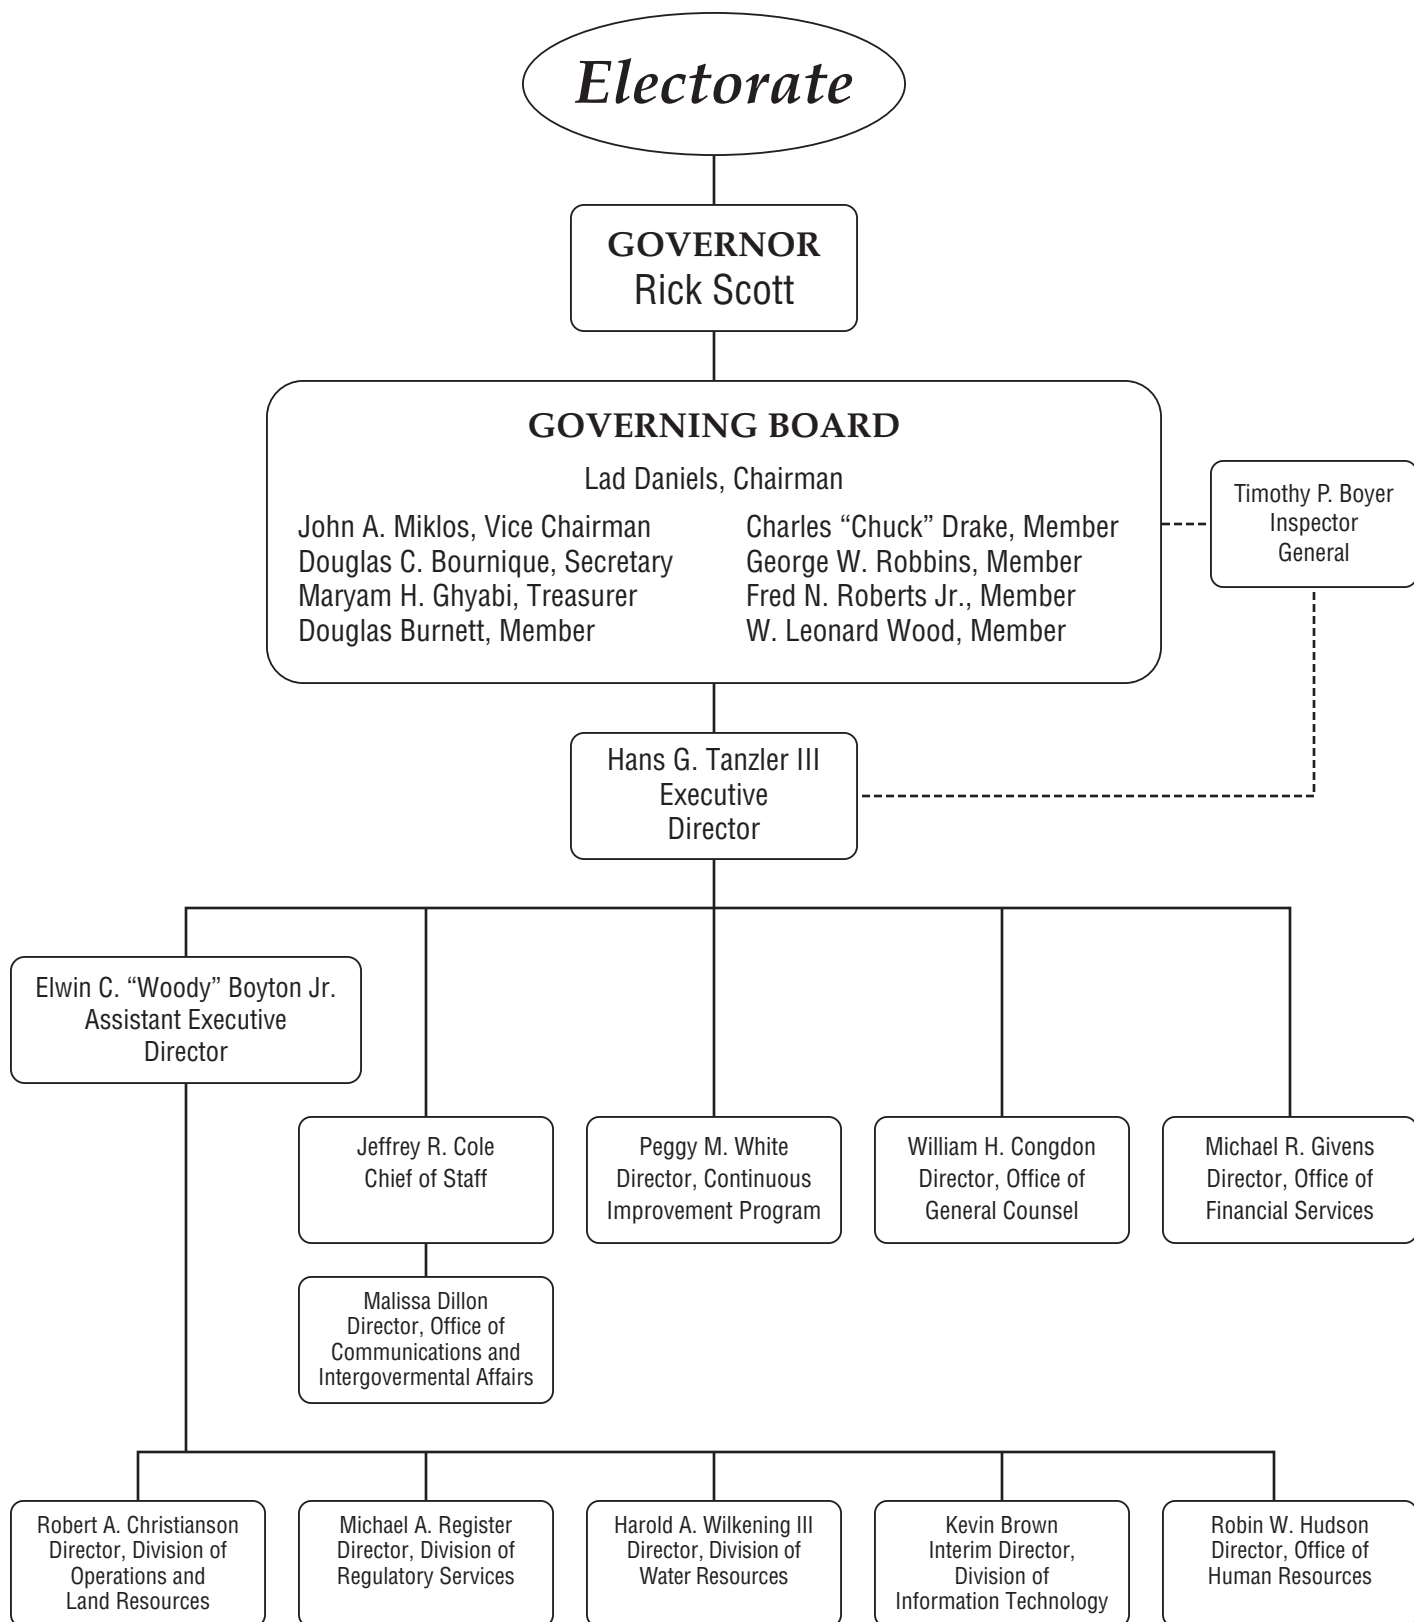 Electorate
GOVERNOR
Rick Scott
GOVERNING BOARD
Lad Daniels, Chairman
John A. Miklos, Vice Chairman
Douglas C. Bournique, Secretary
Maryam H. Ghyabi, Treasurer
Douglas Burnett, Member
Charles “Chuck” Drake, Member
George W. Robbins, Member
Fred N. Roberts Jr., Member
W. Leonard Wood, Member
Timothy P. Boyer
Inspector
General
Hans G. Tanzler III
Executive
Director
Elwin C. “Woody” Boyton Jr.
Assistant Executive
Director
Jeffrey R. Cole
Chief of Staff
Peggy M. White
Director, Continuous
Improvement Program
William H. Congdon
Director, Office of
General Counsel
Michael R. Givens
Director, Office of
Financial Services
Malissa Dillon
Director, Office of
Communications and
Intergovermental Affairs
Robert A. Christianson
Director, Division of
Operations and
Land Resources
Michael A. Register
Director, Division of
Regulatory Services
Harold A. Wilkening III
Director, Division of
Water Resources
Kevin Brown
Interim Director,
Division of
Information Technology
Robin W. Hudson
Director, Office of
Human Resources